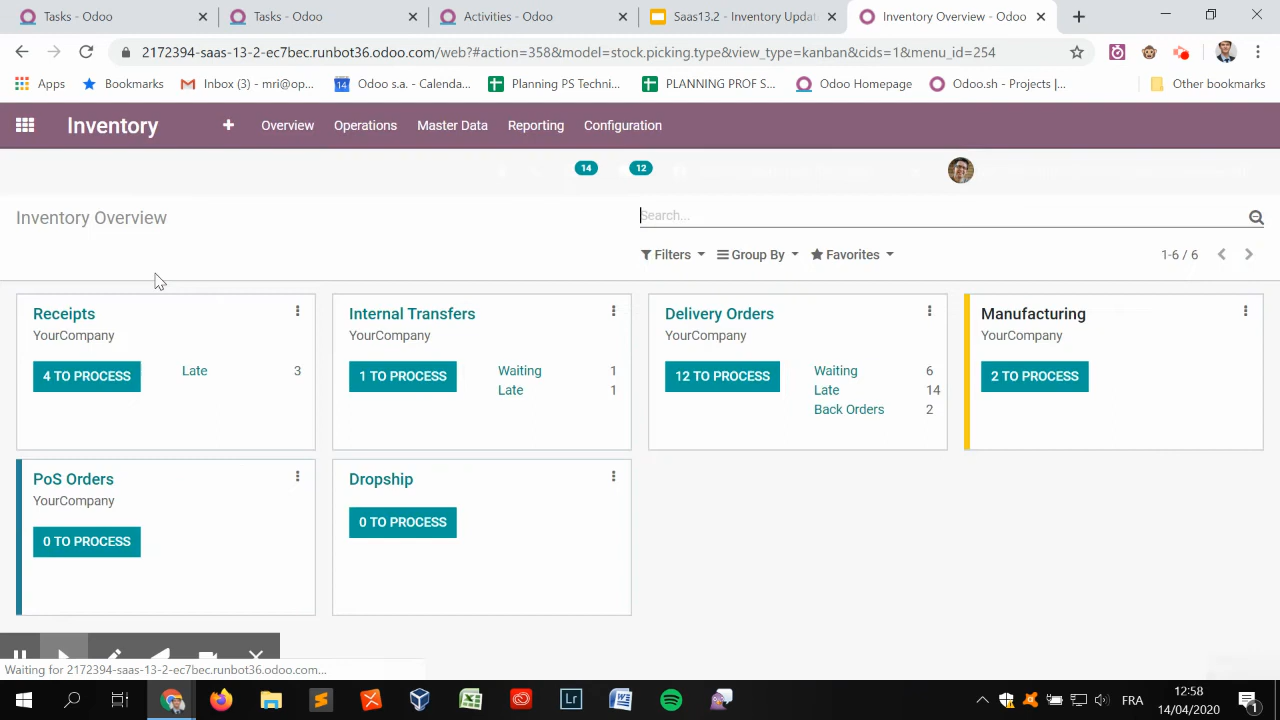 Tasks - Odoo
Tasks - Odoo
Activities - Odoo
Saas13.2 - Inventory Updat
Inventory Overview - Odoo
2172394-saas-13-2-ec7bec.runbot36.odoo.com/web?#action=358&model=stock.picking.type&view_type=kanban&cids=1&menu_id=254
Apps
Bookmarks
Inbox (3) - mri@op...
Odoo s.a. - Calenda...
Planning PS Techni...
PLANNING PROF S...
Odoo Homepage
Odoo.sh - Projects |...
Other bookmarks
Inventory
Overview
Operations
Master Data
Reporting
Configuration
14
12
Inventory Overview
Search...
Filters
Group By
Favorites
1-6 / 6
Receipts
YourCompany
4 TO PROCESS
Late 3
Internal Transfers
YourCompany
1 TO PROCESS
Waiting 1
Late 1
Delivery Orders
YourCompany
12 TO PROCESS
Waiting 6
Late 14
Back Orders 2
Manufacturing
YourCompany
2 TO PROCESS
PoS Orders
YourCompany
0 TO PROCESS
Dropship
0 TO PROCESS
Waiting for 2172394-saas-13-2-ec7bec.runbot36.odoo.com...
FRA
12:58
14/04/2020
1